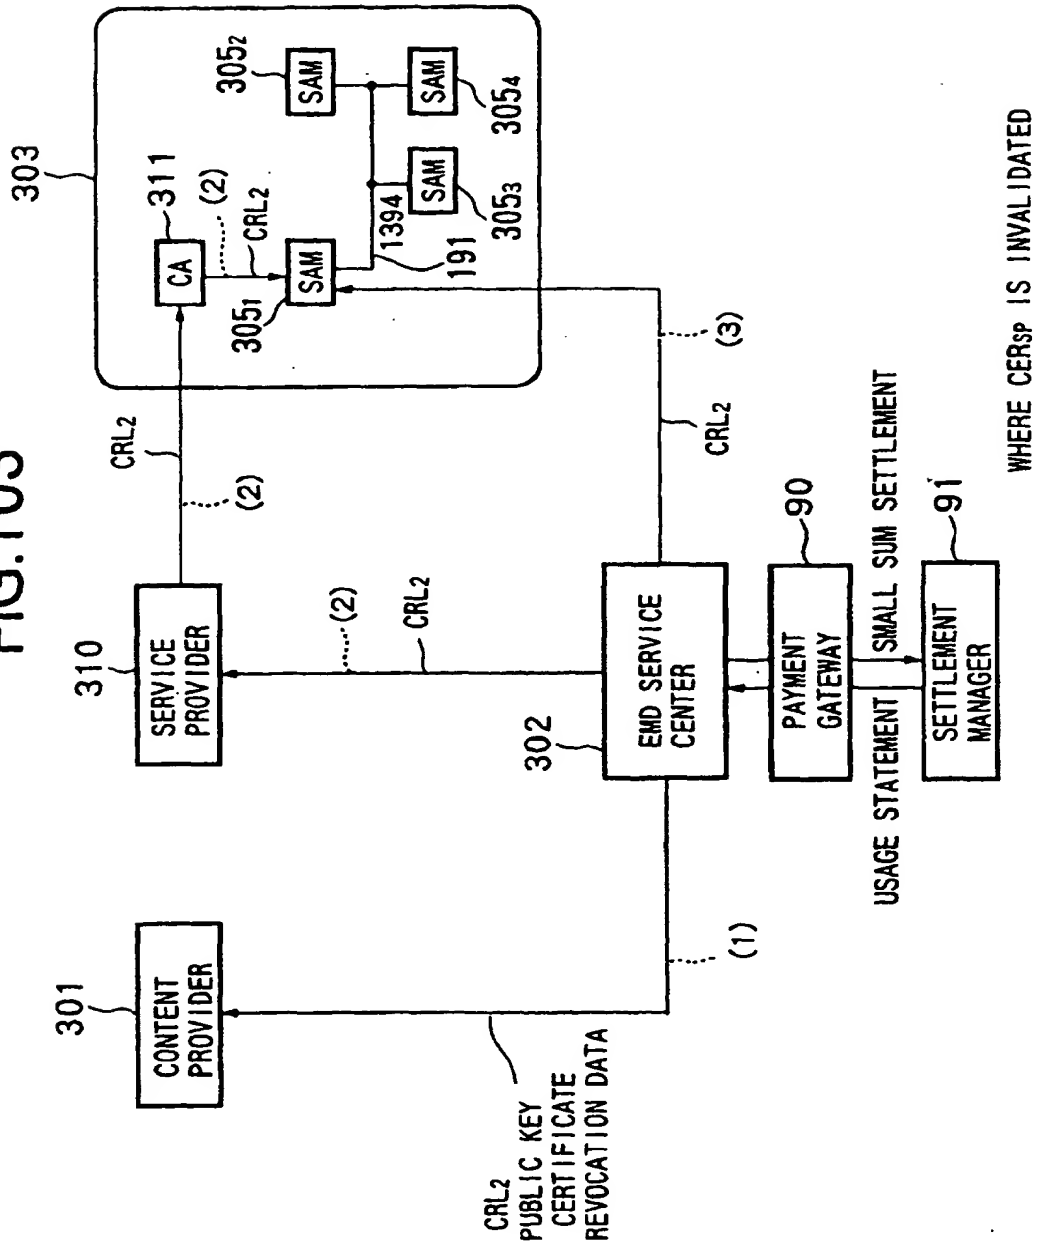 FIG.105
301
CONTENT
PROVIDER
310
SERVICE
PROVIDER
303
CRL2
(2)
311
CA
(2)
CRL2
3051
SAM
3052
SAM
1394
191
SAM
3053
SAM
3054
(2)
CRL2
CRL2
PUBLIC KEY
CERTIFICATE
REVOCATION DATA
(1)
302
EMD SERVICE
CENTER
CRL2
(3)
90
PAYMENT
GATEWAY
USAGE STATEMENT
SMALL SUM SETTLEMENT
91
SETTLEMENT
MANAGER
WHERE CERSP IS INVALIDATED